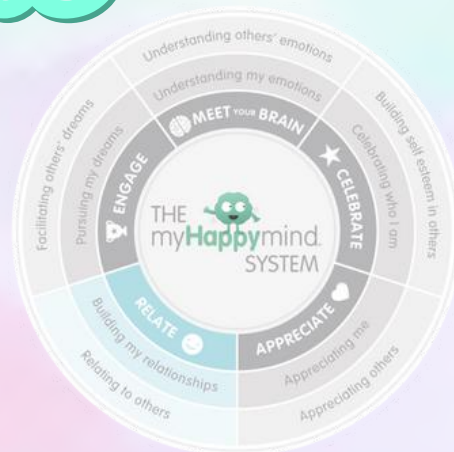 Understanding others' emotions
Understanding my emotions
MEET YOUR BRAIN
Building self esteem in others
Celebrating who I am
CELEBRATE
Appreciating others
Appreciating me
APPRECIATE
Relating to others
Building my relationships
RELATE
Facilitating others' dreams
Pursuing my dreams
ENGAGE
THE
myHappymind
SYSTEM